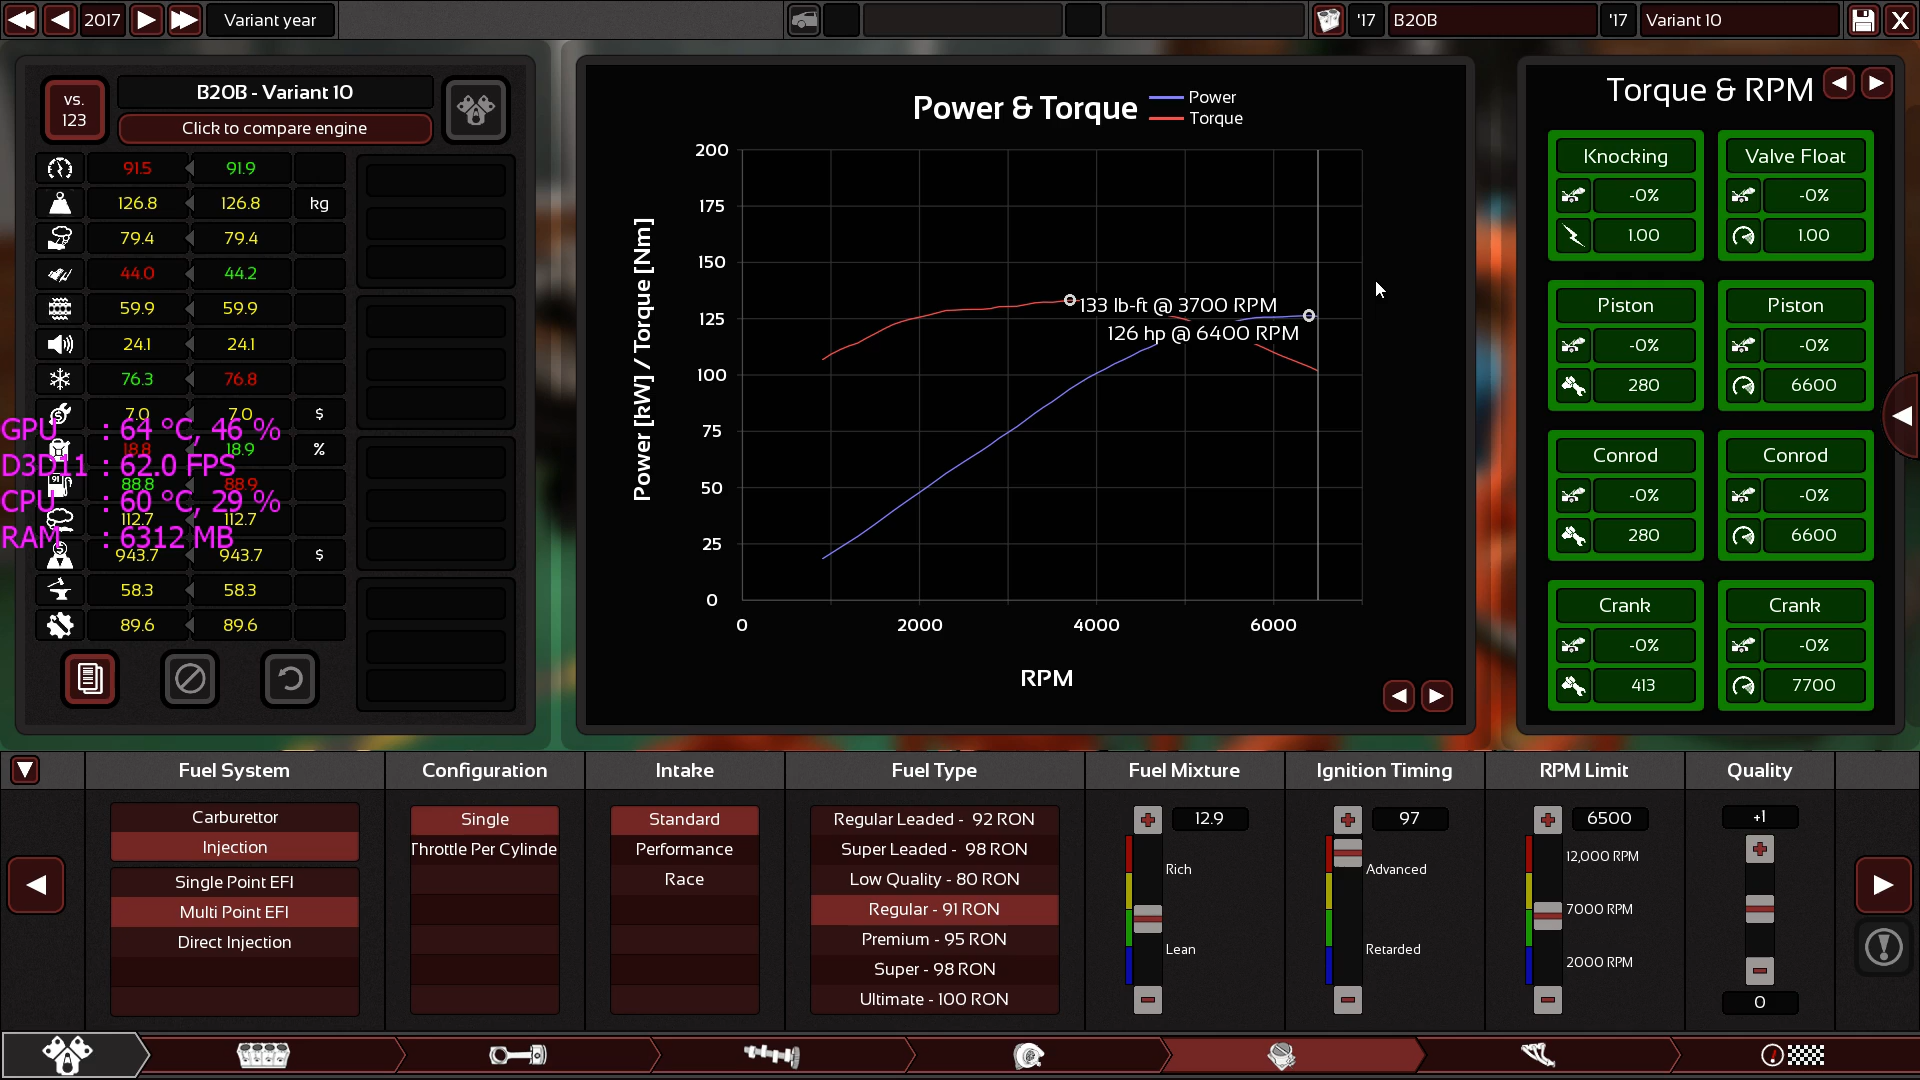 2017
Variant year
'17
B20B
'17
Variant 10
vs.
123
B20B - Variant 10
Click to compare engine
91.5 91.9
126.8 126.8 kg
79.4 79.4
44.0 44.2
59.9 59.9
24.1 24.1
76.3 76.8
7.0 7.0 $
18.8 18.9 %
88.8 88.9
112.7 112.7
943.7 943.7 $
58.3 58.3
89.6 89.6
GPU : 64 °C, 46 %
D3D11 : 62.0 FPS
CPU : 60 °C, 29 %
RAM : 6312 MB
Power & Torque
Power
Torque
Power [kW] / Torque [Nm]
200
175
150
125
100
75
50
25
0
133 lb-ft @ 3700 RPM
126 hp @ 6400 RPM
0 2000 4000 6000
RPM
Torque & RPM
Knocking
-0%
1.00
Valve Float
-0%
1.00
Piston
-0%
280
Piston
-0%
6600
Conrod
-0%
280
Conrod
-0%
6600
Crank
-0%
413
Crank
-0%
7700
Fuel System
Carburettor
Injection
Single Point EFI
Multi Point EFI
Direct Injection
Configuration
Single
Throttle Per Cylinde
Intake
Standard
Performance
Race
Fuel Type
Regular Leaded - 92 RON
Super Leaded - 98 RON
Low Quality - 80 RON
Regular - 91 RON
Premium - 95 RON
Super - 98 RON
Ultimate - 100 RON
Fuel Mixture
12.9
Rich
Lean
Ignition Timing
97
Advanced
Retarded
RPM Limit
6500
12,000 RPM
7000 RPM
2000 RPM
Quality
+1
0